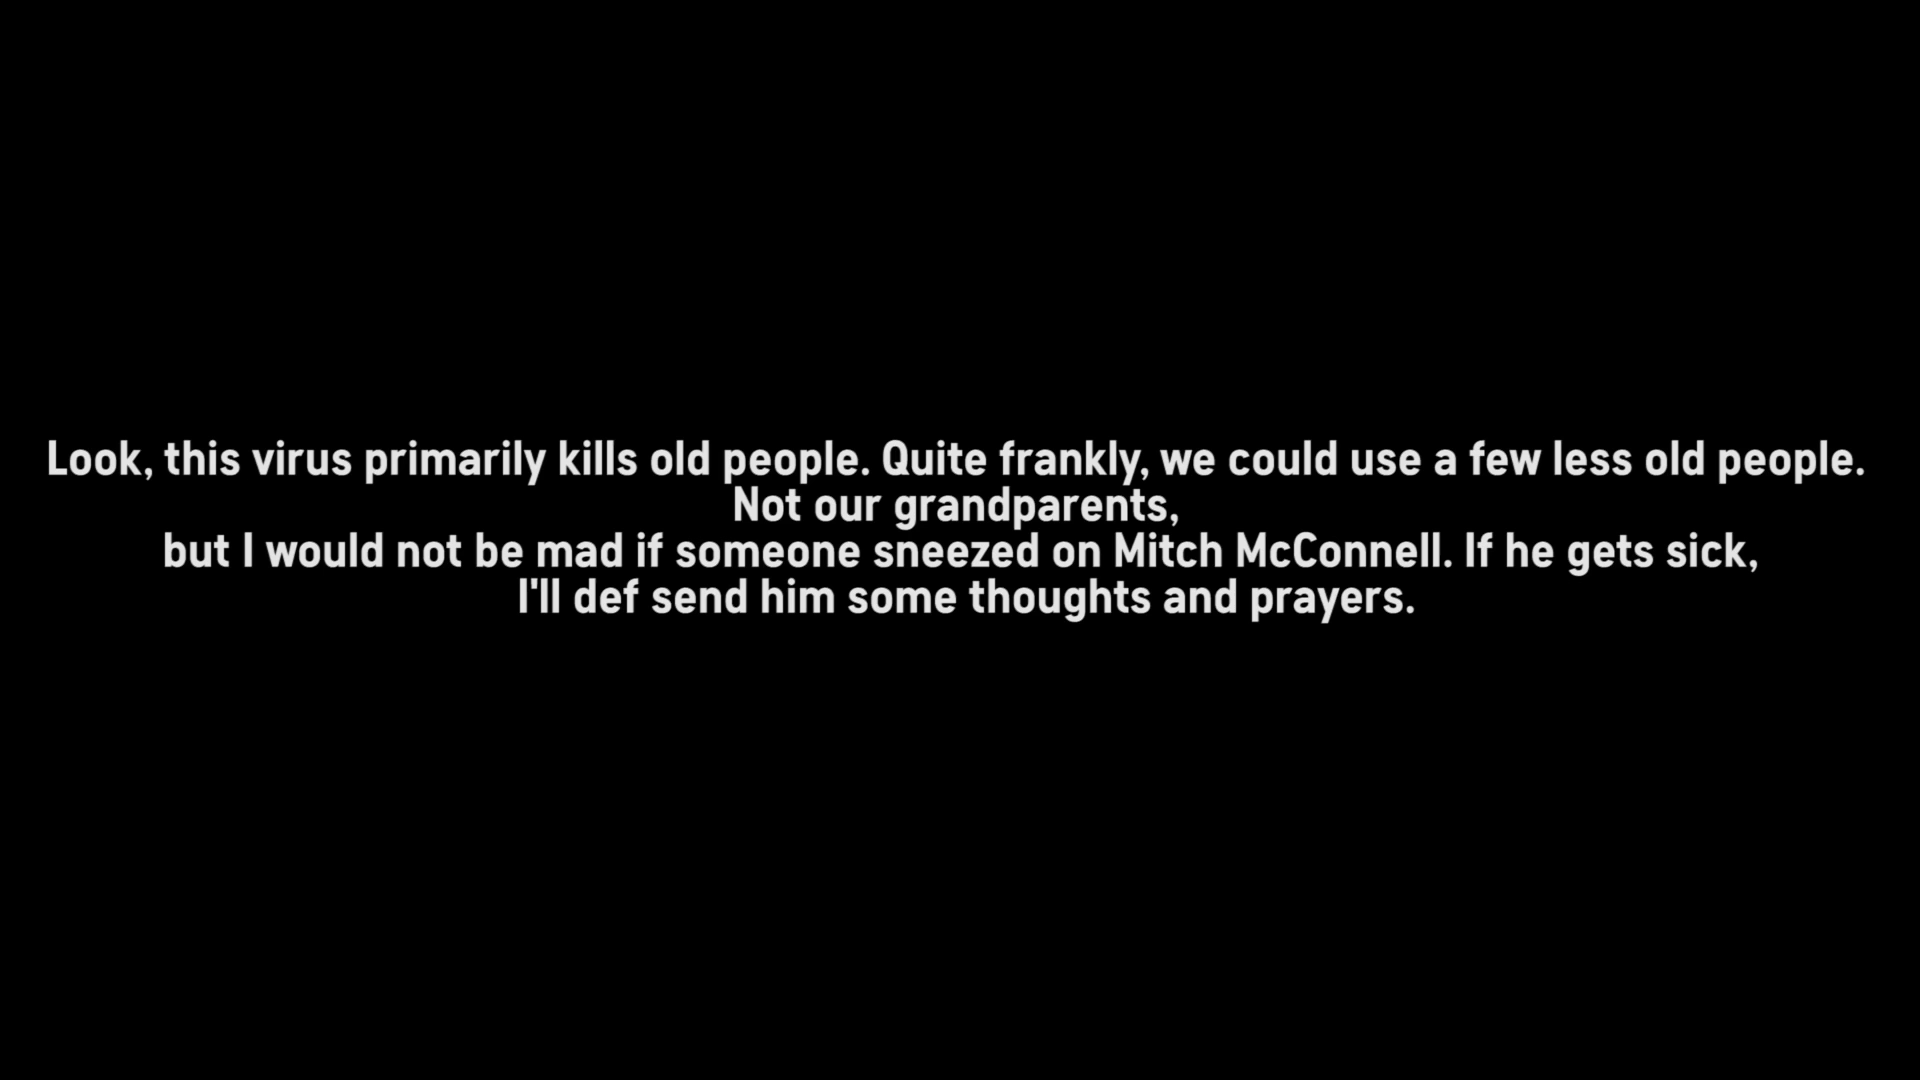 Look, this virus primarily kills old people. Quite frankly, we could use a few less old people.
Not our grandparents,
but I would not be mad if someone sneezed on Mitch McConnell. If he gets sick,
I'll def send him some thoughts and prayers.